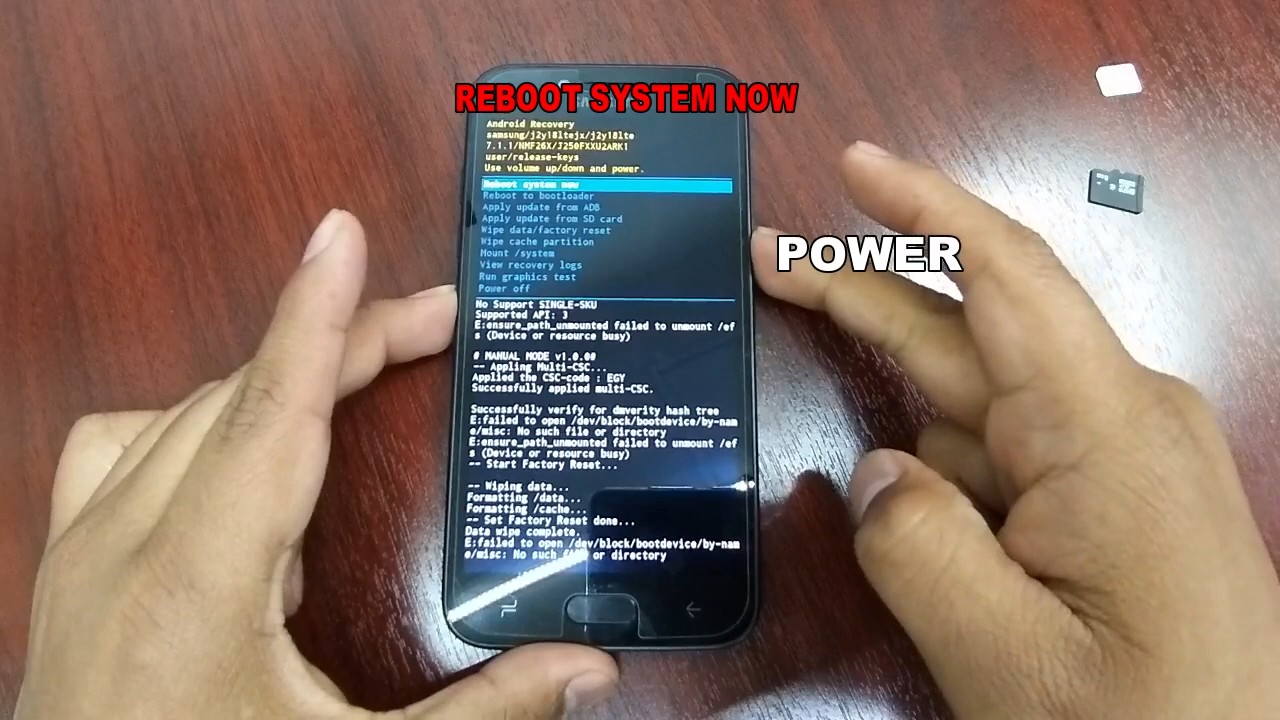 REBOOT SYSTEM NOW
Android Recovery
samsung/j2y18ltejx/j2y18lte
7.1.1/NMF26X/J250FXXU2ARK1
user/release-keys
Use volume up/down and power.
Reboot system now
Reboot to bootloader
Apply update from ADB
Apply update from SD card
Wipe data/factory reset
Wipe cache partition
Mount /system
View recovery logs
Run graphics test
Power off
POWER
No Support SINGLE-SKU
Supported API: 3
E:ensure_path_unmounted failed to unmount /ef
s (Device or resource busy)
# MANUAL MODE v1.0.0#
-- Appling Multi-CSC...
Applied the CSC-code : EGY
Successfully applied multi-CSC.
Successfully verify for dmverity hash tree
E:failed to open /dev/block/bootdevice/by-nam
e/misc: No such file or directory
E:ensure_path_unmounted failed to unmount /ef
s (Device or resource busy)
-- Start Factory Reset...
-- Wiping data...
Formatting /data...
Formatting /cache...
-- Set Factory Reset done...
Data wipe complete.
E:failed to open /dev/block/bootdevice/by-nam
e/misc: No such file or directory